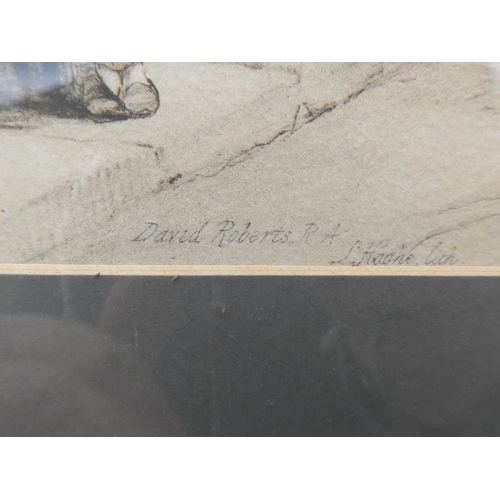 David Roberts, R.A.
L. Haghe, lith.